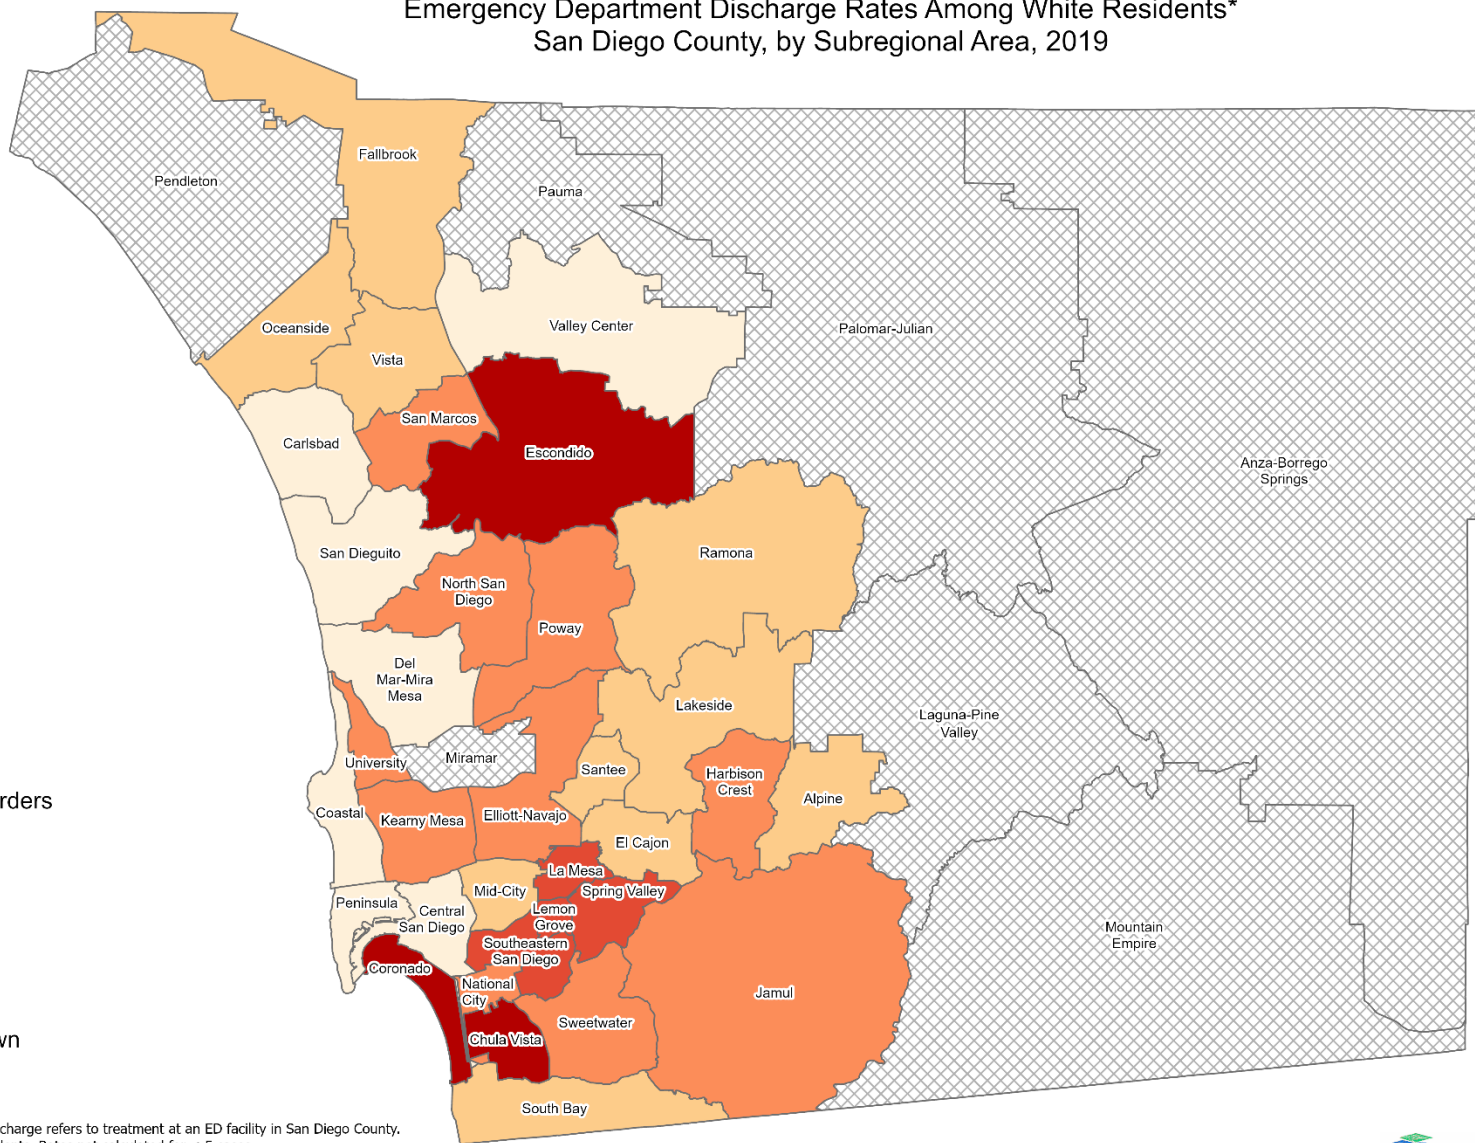 Emergency Department Discharge Rates Among White Residents*
San Diego County, by Subregional Area, 2019
Fallbrook
Pendleton
Pauma
Oceanside
Valley Center
Palomar-Julian
Vista
San Marcos
Carlsbad
Escondido
Anza-Borrego
Springs
San Dieguito
Ramona
North San
Diego
Poway
Del
Mar-Mira
Mesa
Lakeside
Laguna-Pine
Valley
University
Miramar
Santee
Harbison
Crest
Alpine
rders
Coastal
Kearny Mesa
Elliott-Navajo
El Cajon
La Mesa
Mid-City
Spring Valley
Peninsula
Central
San Diego
Lemon
Grove
Southeastern
San Diego
Mountain
Empire
Coronado
National
City
Jamul
Sweetwater
Chula Vista
wn
South Bay
charge refers to treatment at an ED facility in San Diego County.